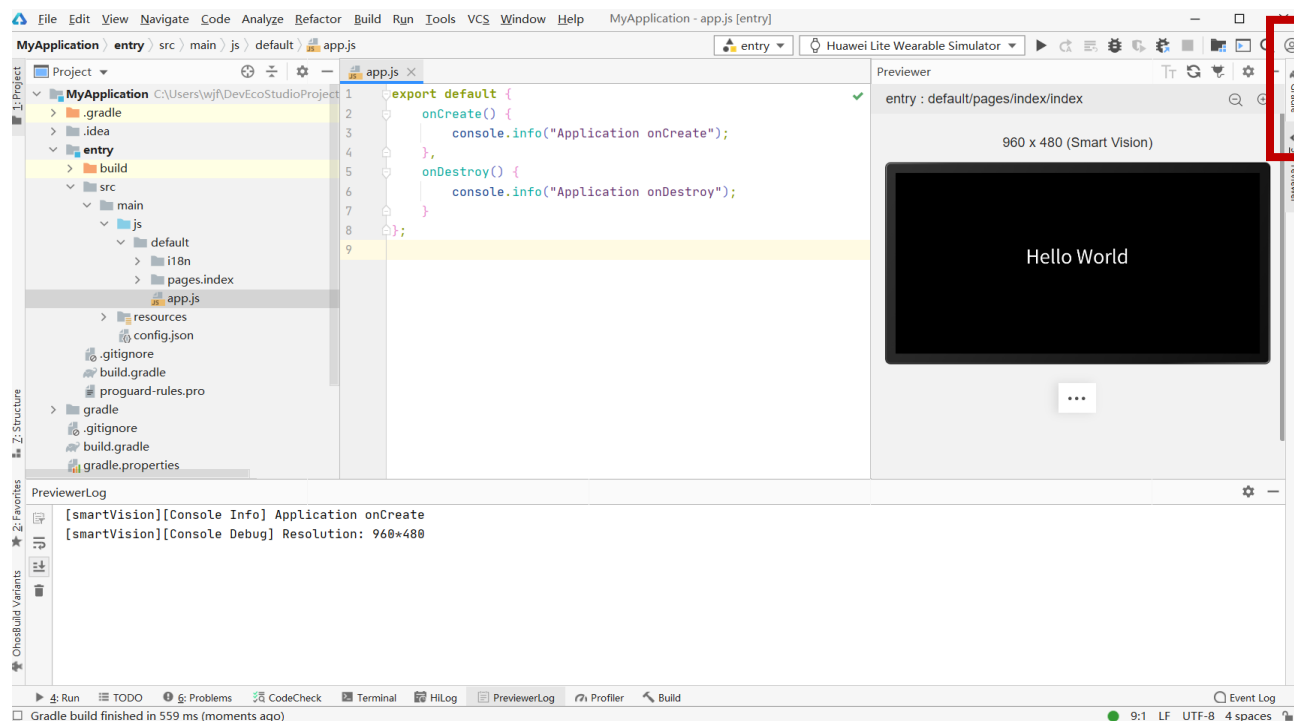 File Edit View Navigate Code Analyze Refactor Build Run Tools VCS Window Help MyApplication - app.js [entry]
MyApplication entry src main js default app.js entry Huawei Lite Wearable Simulator
1: Project
Project
MyApplication C:\Users\wjf\DevEcoStudioProject
.gradle
.idea
entry
build
src
main
js
default
i18n
pages.index
app.js
resources
config.json
.gitignore
build.gradle
proguard-rules.pro
gradle
.gitignore
build.gradle
gradle.properties
app.js
1 export default {
2 onCreate() {
3 console.info("Application onCreate");
4 },
5 onDestroy() {
6 console.info("Application onDestroy");
7 }
8 };
9
Previewer
entry : default/pages/index/index
960 x 480 (Smart Vision)
Hello World
Z: Structure
2: Favorites
OhosBuild Variants
PreviewerLog
[smartVision][Console Info] Application onCreate
[smartVision][Console Debug] Resolution: 960*480
4: Run TODO 6: Problems CodeCheck Terminal HiLog PreviewerLog Profiler Build Event Log
Gradle build finished in 559 ms (moments ago) 9:1 LF UTF-8 4 spaces